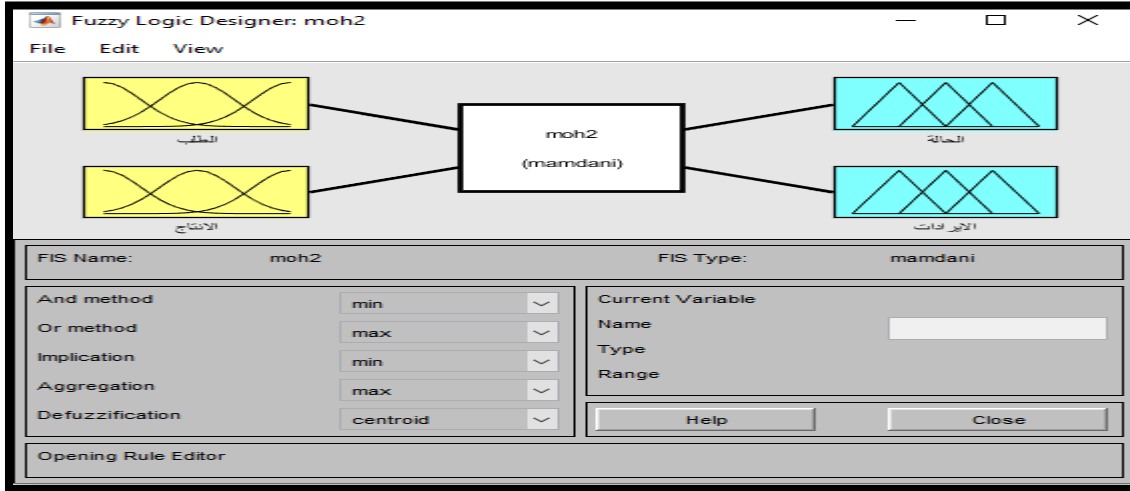 Fuzzy Logic Designer: moh2
File Edit View
الطلب
الانتاج
moh2
(mamdani)
الحالة
الايرادات
FIS Name: moh2 FIS Type: mamdani
And method min
Or method max
Implication min
Aggregation max
Defuzzification centroid
Current Variable
Name
Type
Range
Help Close
Opening Rule Editor